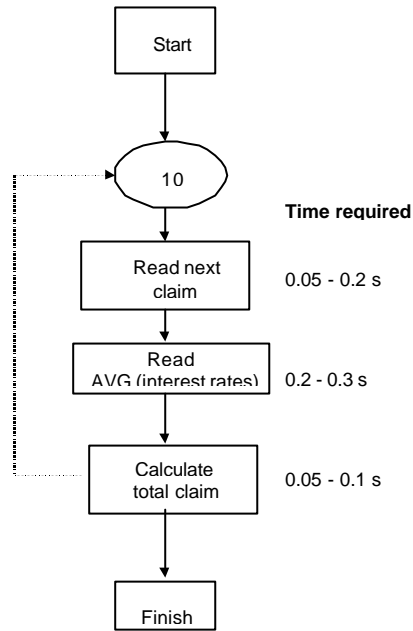 Start
10
Time required
Read next
claim
0.05 - 0.2 s
Read
AVG (interest rates)
0.2 - 0.3 s
Calculate
total claim
0.05 - 0.1 s
Finish